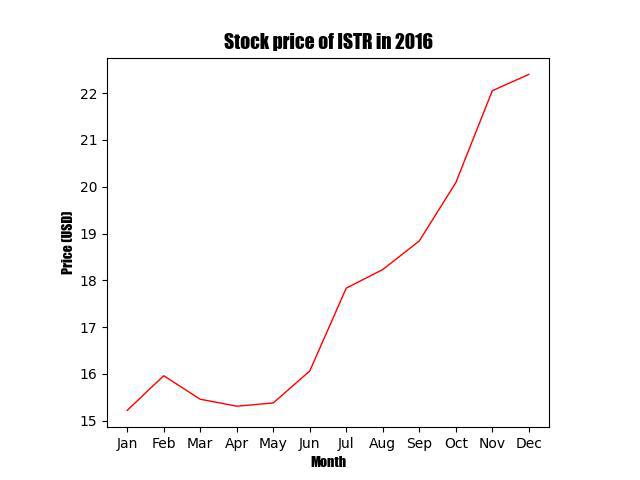 Stock price of ISTR in 2016
22
21
20
19
18
17
16
15
Price (USD)
Jan Feb Mar Apr May Jun Jul Aug Sep Oct Nov Dec
Month